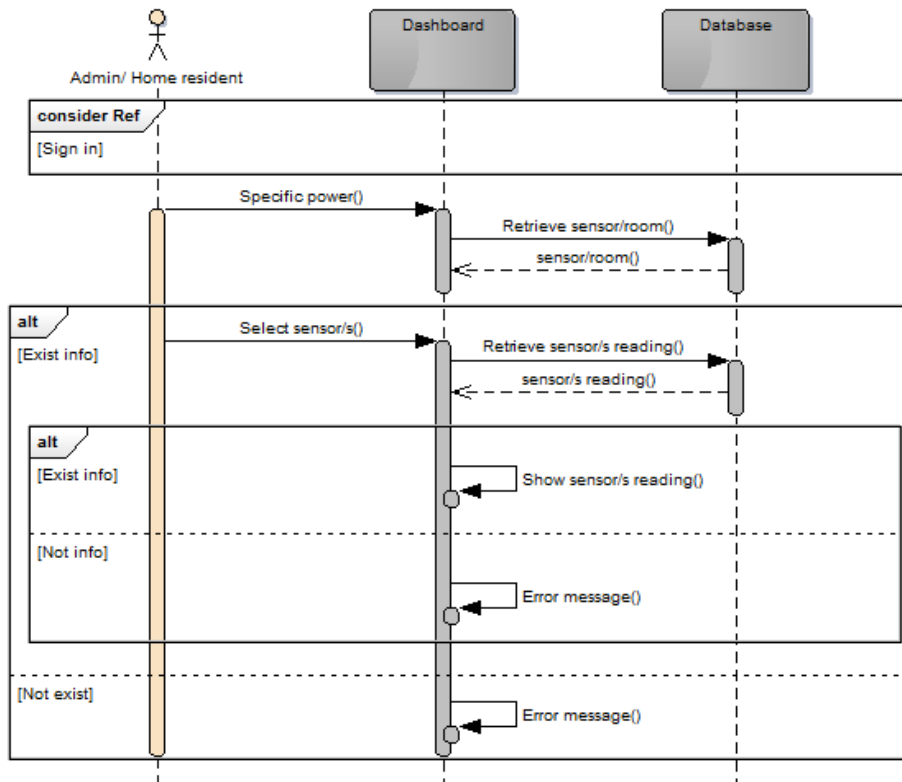 Dashboard
Database
Admin/ Home resident
consider Ref
[Sign in]
Specific power()
Retrieve sensor/room()
sensor/room()
alt
Select sensor/s()
[Exist info]
Retrieve sensor/s reading()
sensor/s reading()
alt
[Exist info]
Show sensor/s reading()
[Not info]
Error message()
[Not exist]
Error message()